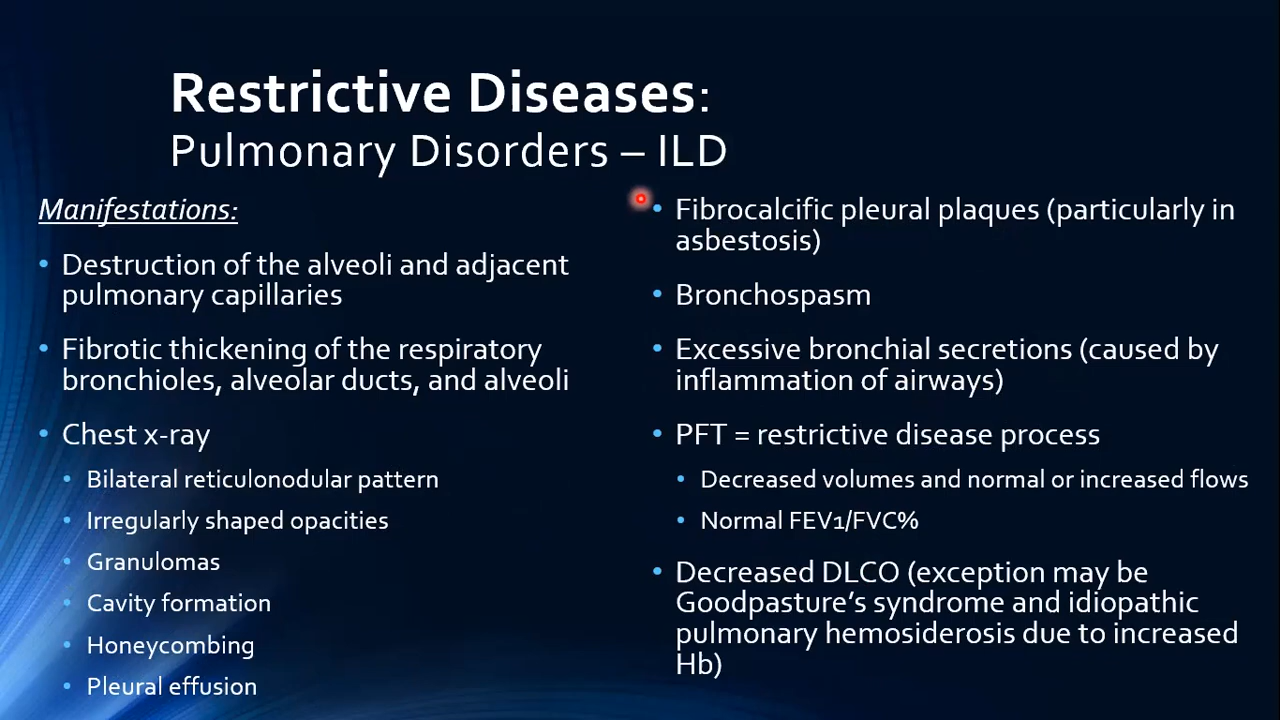 Restrictive Diseases:
Pulmonary Disorders – ILD
Manifestations:
• Destruction of the alveoli and adjacent
pulmonary capillaries
• Fibrotic thickening of the respiratory
bronchioles, alveolar ducts, and alveoli
• Chest x-ray
• Bilateral reticulonodular pattern
• Irregularly shaped opacities
• Granulomas
• Cavity formation
• Honeycombing
• Pleural effusion
• Fibrocalcific pleural plaques (particularly in
asbestosis)
• Bronchospasm
• Excessive bronchial secretions (caused by
inflammation of airways)
• PFT = restrictive disease process
• Decreased volumes and normal or increased flows
• Normal FEV1/FVC%
• Decreased DLCO (exception may be
Goodpasture’s syndrome and idiopathic
pulmonary hemosiderosis due to increased
Hb)